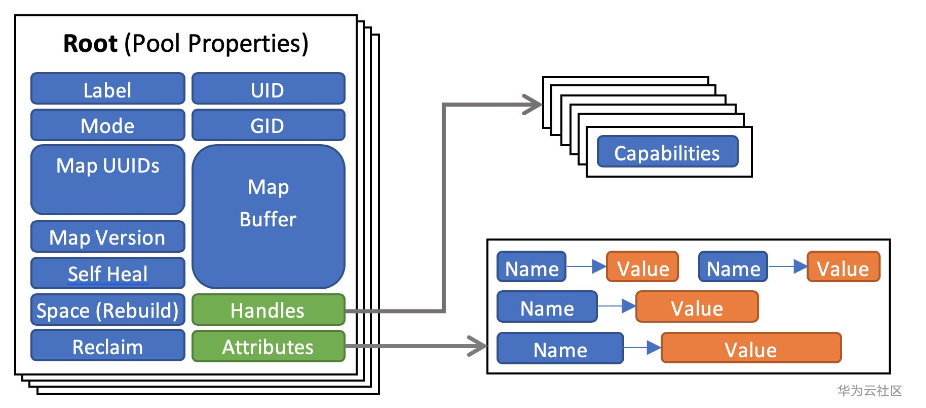 Root (Pool Properties)
Label
UID
Mode
GID
Map UUIDs
Map
Buffer
Map Version
Self Heal
Space (Rebuild)
Handles
Reclaim
Attributes
Capabilities
Name Value Name Value
Name Value
Name Value
华为云社区